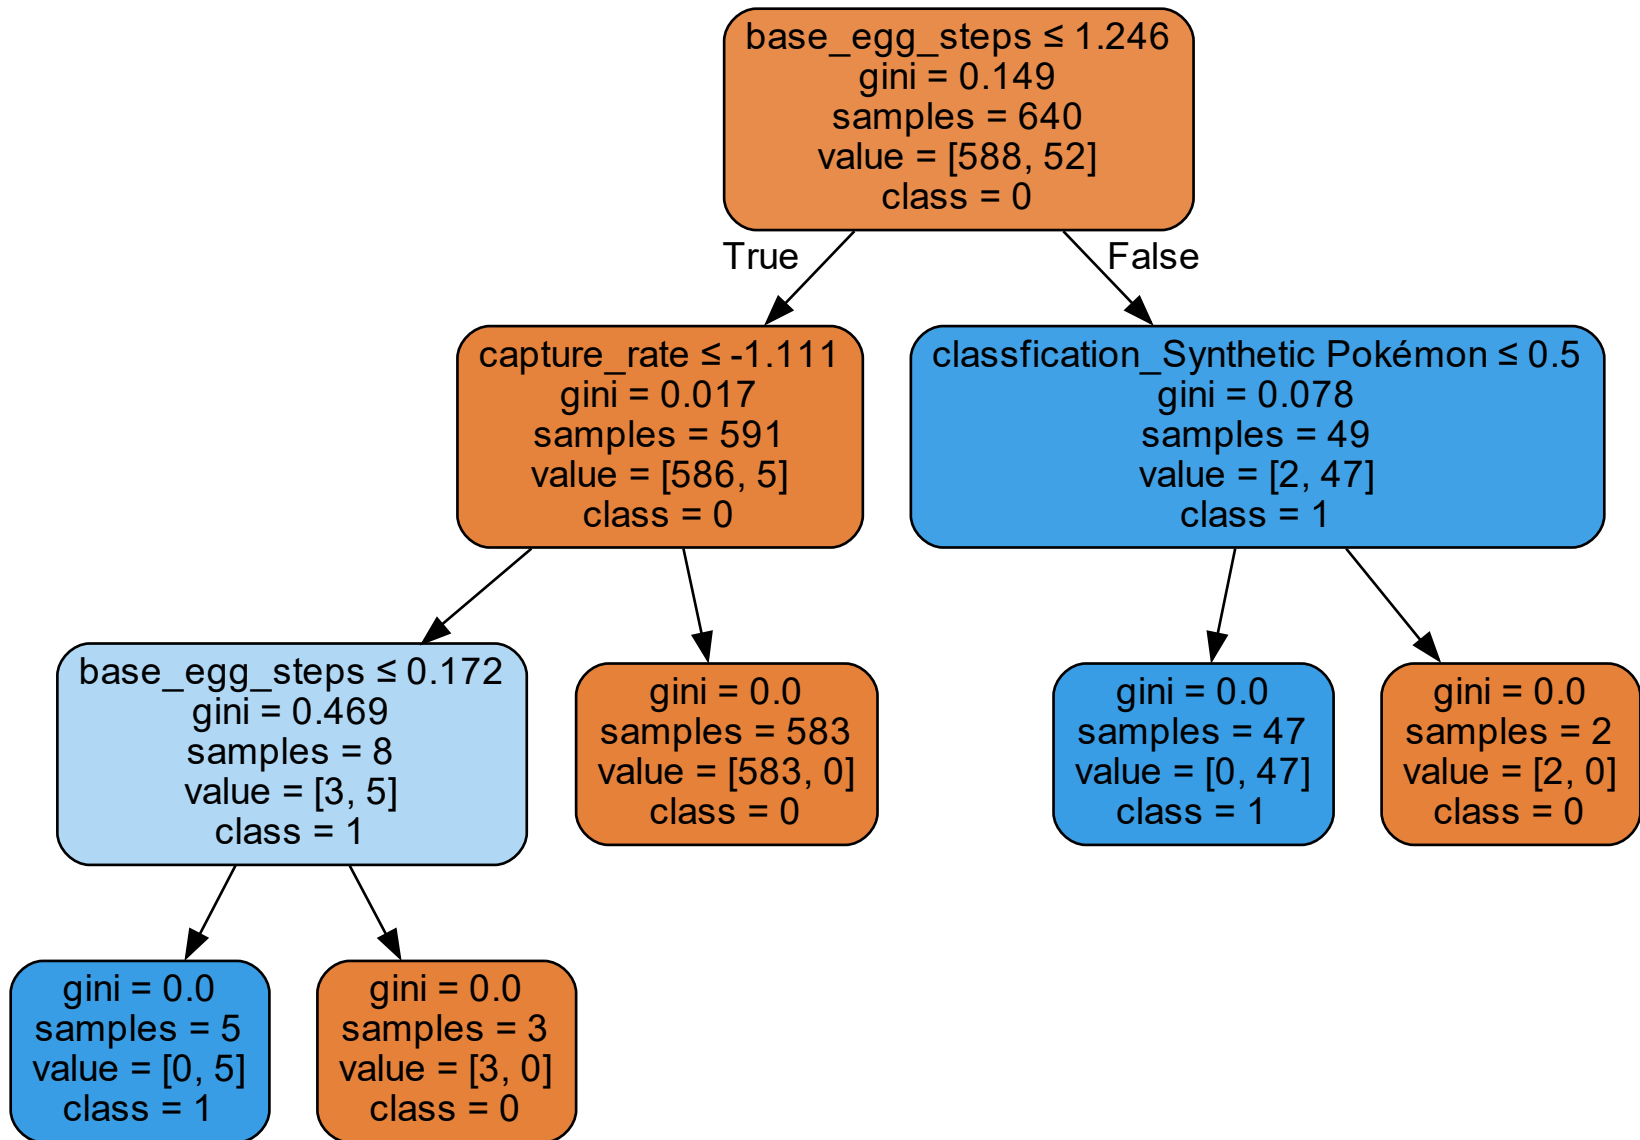 base_egg_steps ≤ 1.246
gini = 0.149
samples = 640
value = [588, 52]
class = 0
True
False
capture_rate ≤ -1.111
gini = 0.017
samples = 591
value = [586, 5]
class = 0
classfication_Synthetic Pokémon ≤ 0.5
gini = 0.078
samples = 49
value = [2, 47]
class = 1
base_egg_steps ≤ 0.172
gini = 0.469
samples = 8
value = [3, 5]
class = 1
gini = 0.0
samples = 583
value = [583, 0]
class = 0
gini = 0.0
samples = 47
value = [0, 47]
class = 1
gini = 0.0
samples = 2
value = [2, 0]
class = 0
gini = 0.0
samples = 5
value = [0, 5]
class = 1
gini = 0.0
samples = 3
value = [3, 0]
class = 0